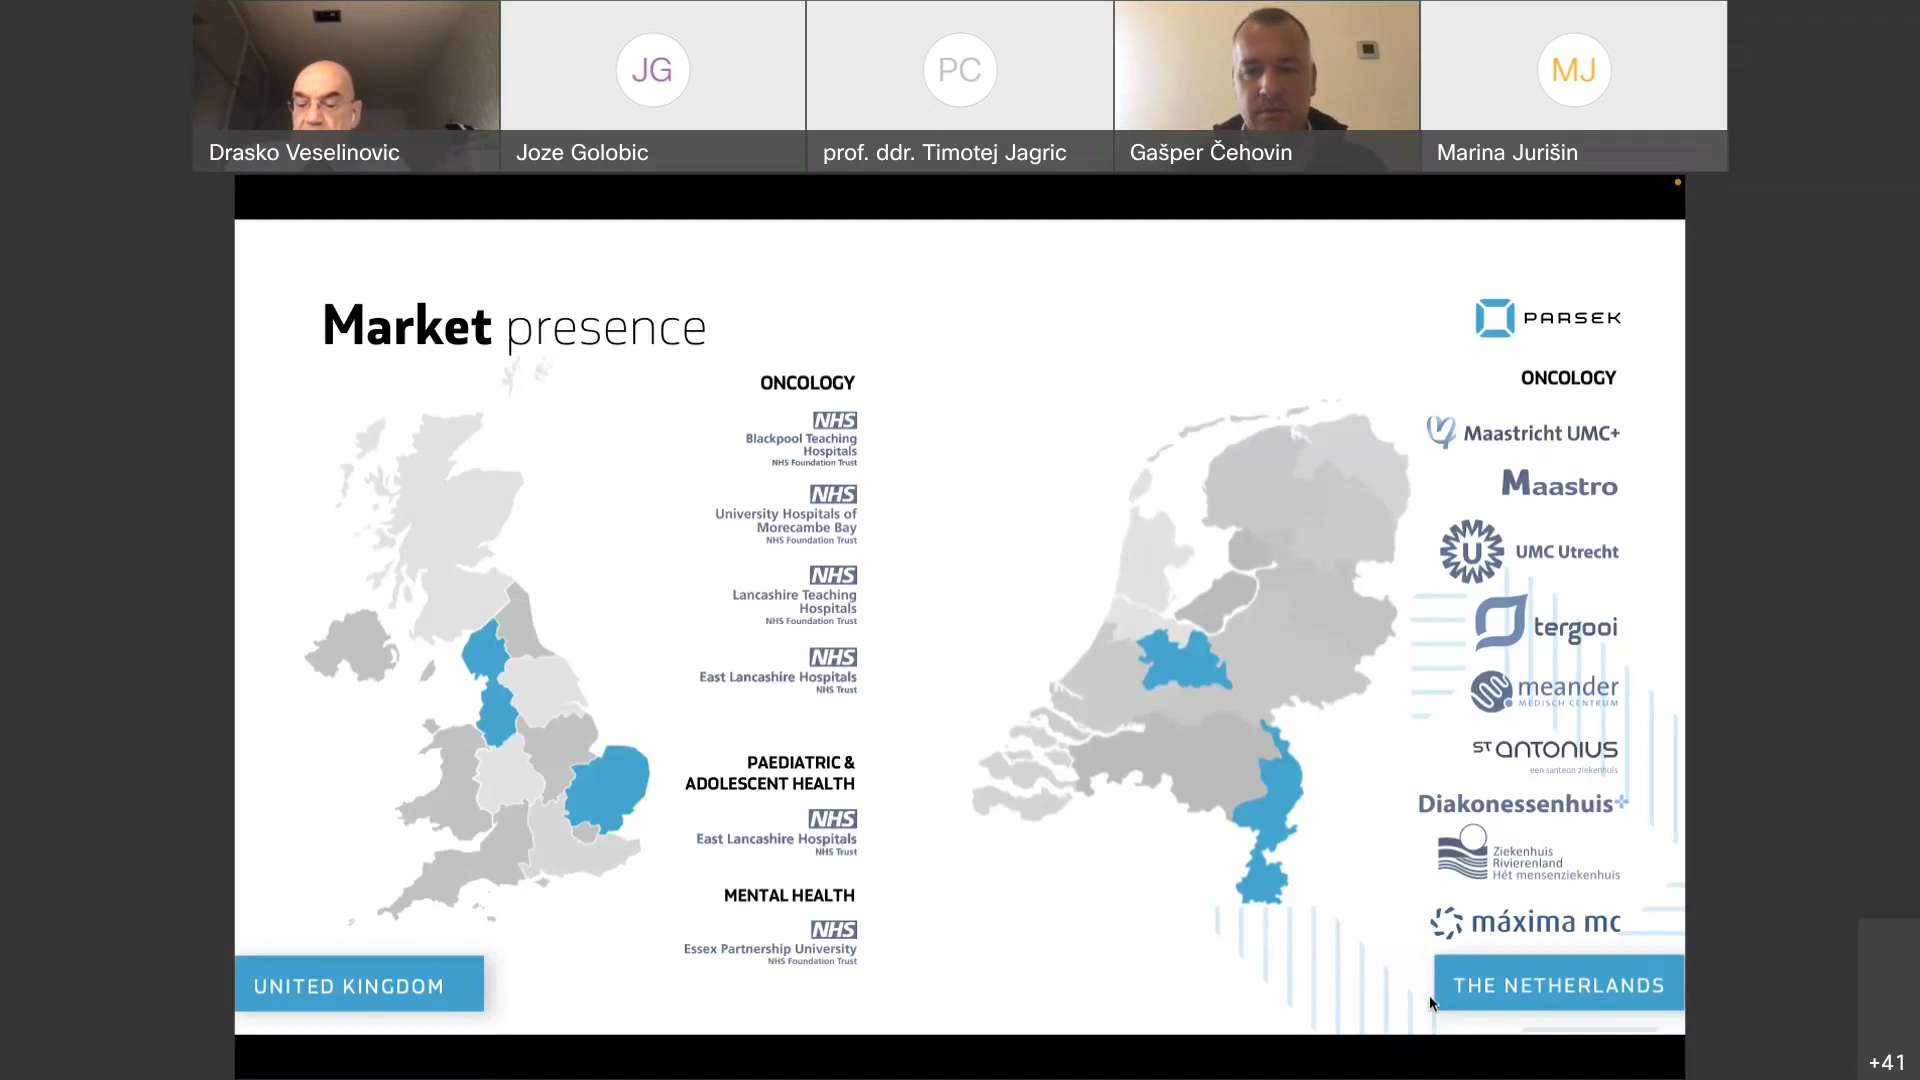 JG
PC
MJ
Drasko Veselinovic
Joze Golobic
prof. ddr. Timotej Jagric
Gašper Čehovin
Marina Jurišin
Market presence
PARSEK
ONCOLOGY
NHS
Blackpool Teaching
Hospitals
NHS Foundation Trust
NHS
University Hospitals of
Morecambe Bay
NHS Foundation Trust
NHS
Lancashire Teaching
Hospitals
NHS Foundation Trust
NHS
East Lancashire Hospitals
NHS Trust
PAEDIATRIC &
ADOLESCENT HEALTH
NHS
East Lancashire Hospitals
NHS Trust
MENTAL HEALTH
NHS
Essex Partnership University
NHS Foundation Trust
UNITED KINGDOM
ONCOLOGY
Maastricht UMC+
Maastro
U UMC Utrecht
tergooi
meander
MEDISCH CENTRUM
ST ANTONIUS
een santeon ziekenhuis
Diakonessenhuis
Ziekenhuis
Rivierenland
Hét mensenziekenhuis
máxima mc
THE NETHERLANDS
+41